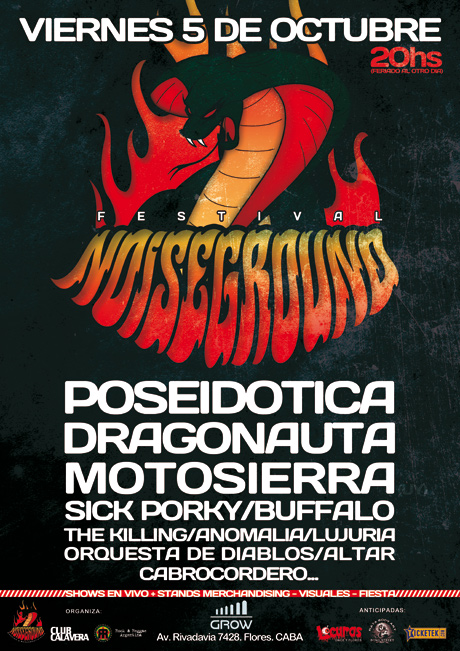 VIERNES 5 DE OCTUBRE
20hs
(FERIADO AL OTRO DIA)
FESTIVAL
NOISEGROUND
POSEIDOTICA
DRAGONAUTA
MOTOSIERRA
SICK PORKY/BUFFALO
THE KILLING/ANOMALIA/LUJURIA
ORQUESTA DE DIABLOS/ALTAR
CABROCORDERO...
SHOWS EN VIVO + STANDS MERCHANDISING - VISUALES - FIESTA
ORGANIZA:
NOISEGROUND
CLUB CALAVERA
GROW
Av. Rivadavia 7428, Flores. CABA
ANTICIPADAS:
LOCURAS
TICKETEK